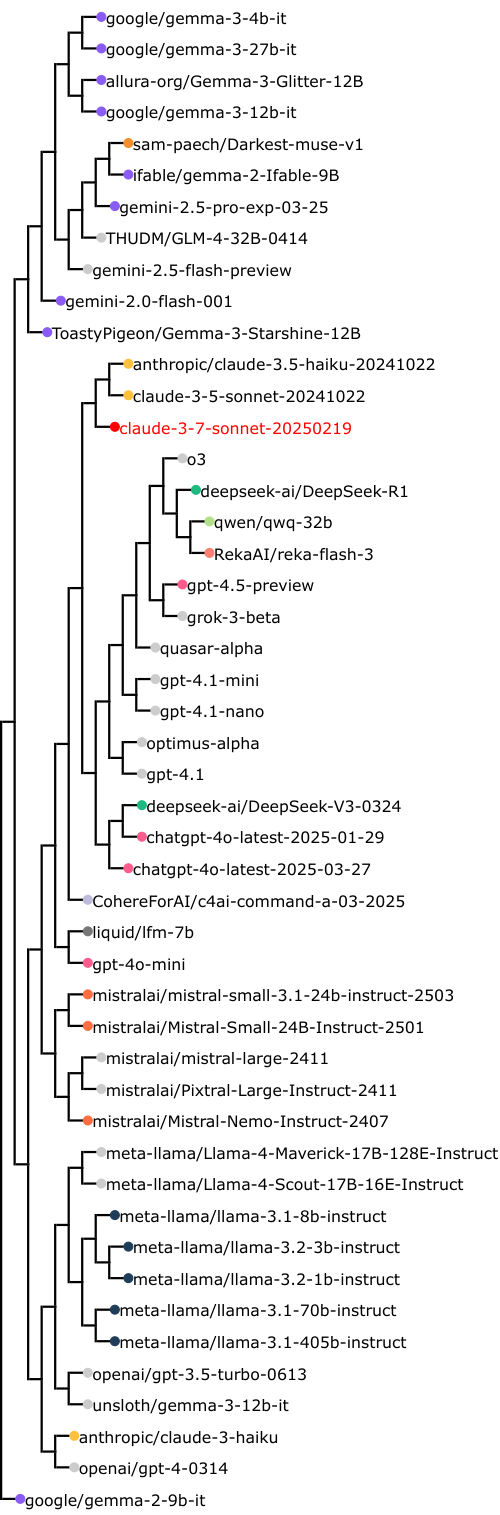 google/gemma-3-4b-it
google/gemma-3-27b-it
allura-org/Gemma-3-Glitter-12B
google/gemma-3-12b-it
sam-paech/Darkest-muse-v1
ifable/gemma-2-Ifable-9B
gemini-2.5-pro-exp-03-25
THUDM/GLM-4-32B-0414
gemini-2.5-flash-preview
gemini-2.0-flash-001
ToastyPigeon/Gemma-3-Starshine-12B
anthropic/claude-3.5-haiku-20241022
claude-3-5-sonnet-20241022
claude-3-7-sonnet-20250219
o3
deepseek-ai/DeepSeek-R1
qwen/qwq-32b
RekaAI/reka-flash-3
gpt-4.5-preview
grok-3-beta
quasar-alpha
gpt-4.1-mini
gpt-4.1-nano
optimus-alpha
gpt-4.1
deepseek-ai/DeepSeek-V3-0324
chatgpt-4o-latest-2025-01-29
chatgpt-4o-latest-2025-03-27
CohereForAI/c4ai-command-a-03-2025
liquid/lfm-7b
gpt-4o-mini
mistralai/mistral-small-3.1-24b-instruct-2503
mistralai/Mistral-Small-24B-Instruct-2501
mistralai/mistral-large-2411
mistralai/Pixtral-Large-Instruct-2411
mistralai/Mistral-Nemo-Instruct-2407
meta-llama/Llama-4-Maverick-17B-128E-Instruct
meta-llama/Llama-4-Scout-17B-16E-Instruct
meta-llama/llama-3.1-8b-instruct
meta-llama/llama-3.2-3b-instruct
meta-llama/llama-3.2-1b-instruct
meta-llama/llama-3.1-70b-instruct
meta-llama/llama-3.1-405b-instruct
openai/gpt-3.5-turbo-0613
unsloth/gemma-3-12b-it
anthropic/claude-3-haiku
openai/gpt-4-0314
google/gemma-2-9b-it